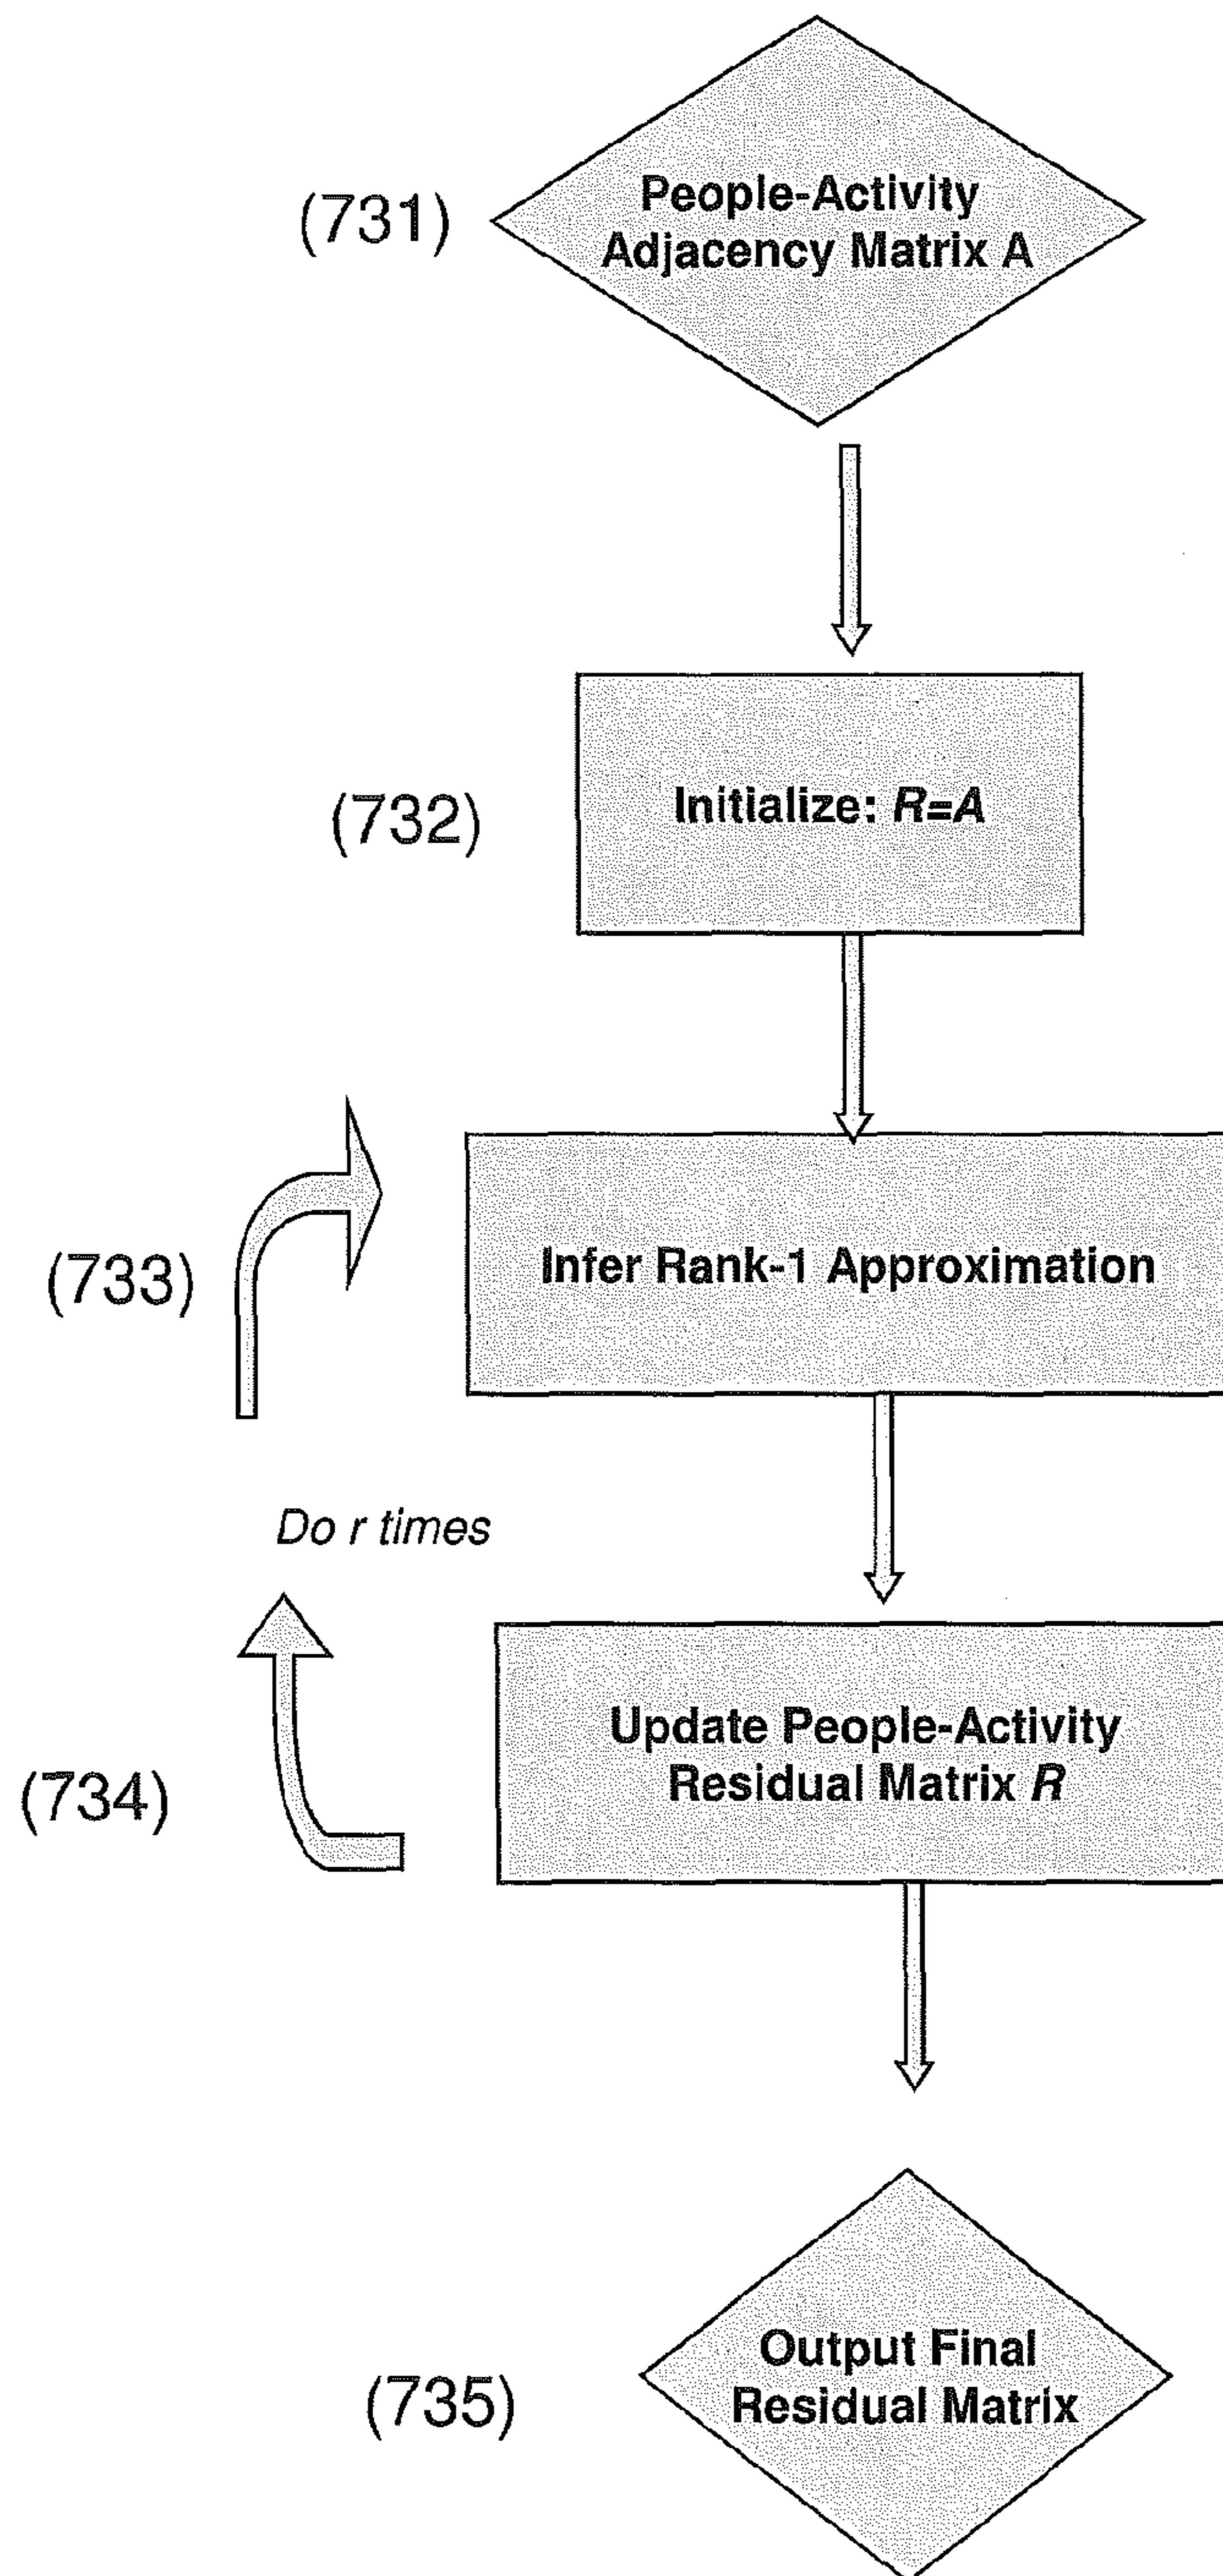 (731)
People-Activity
Adjacency Matrix A
(732)
Initialize: R=A
(733)
Infer Rank-1 Approximation
Do r times
(734)
Update People-Activity
Residual Matrix R
(735)
Output Final
Residual Matrix